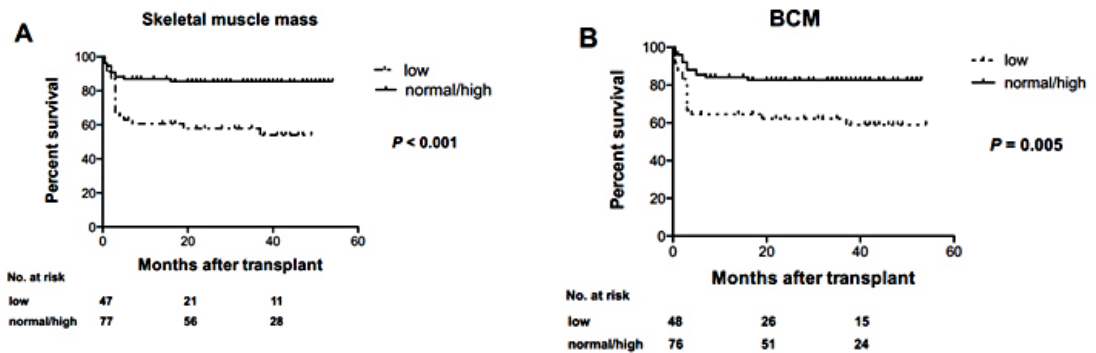 A
Skeletal muscle mass
100
80
60
40
20
0
Percent survival
0 20 40 60
Months after transplant
low
normal/high
P < 0.001
No. at risk
low 47 21 11
normal/high 77 56 28
B
BCM
100
80
60
40
20
0
Percent survival
0 20 40 60
Months after transplant
low
normal/high
P = 0.005
No. at risk
low 48 26 15
normal/high 76 51 24